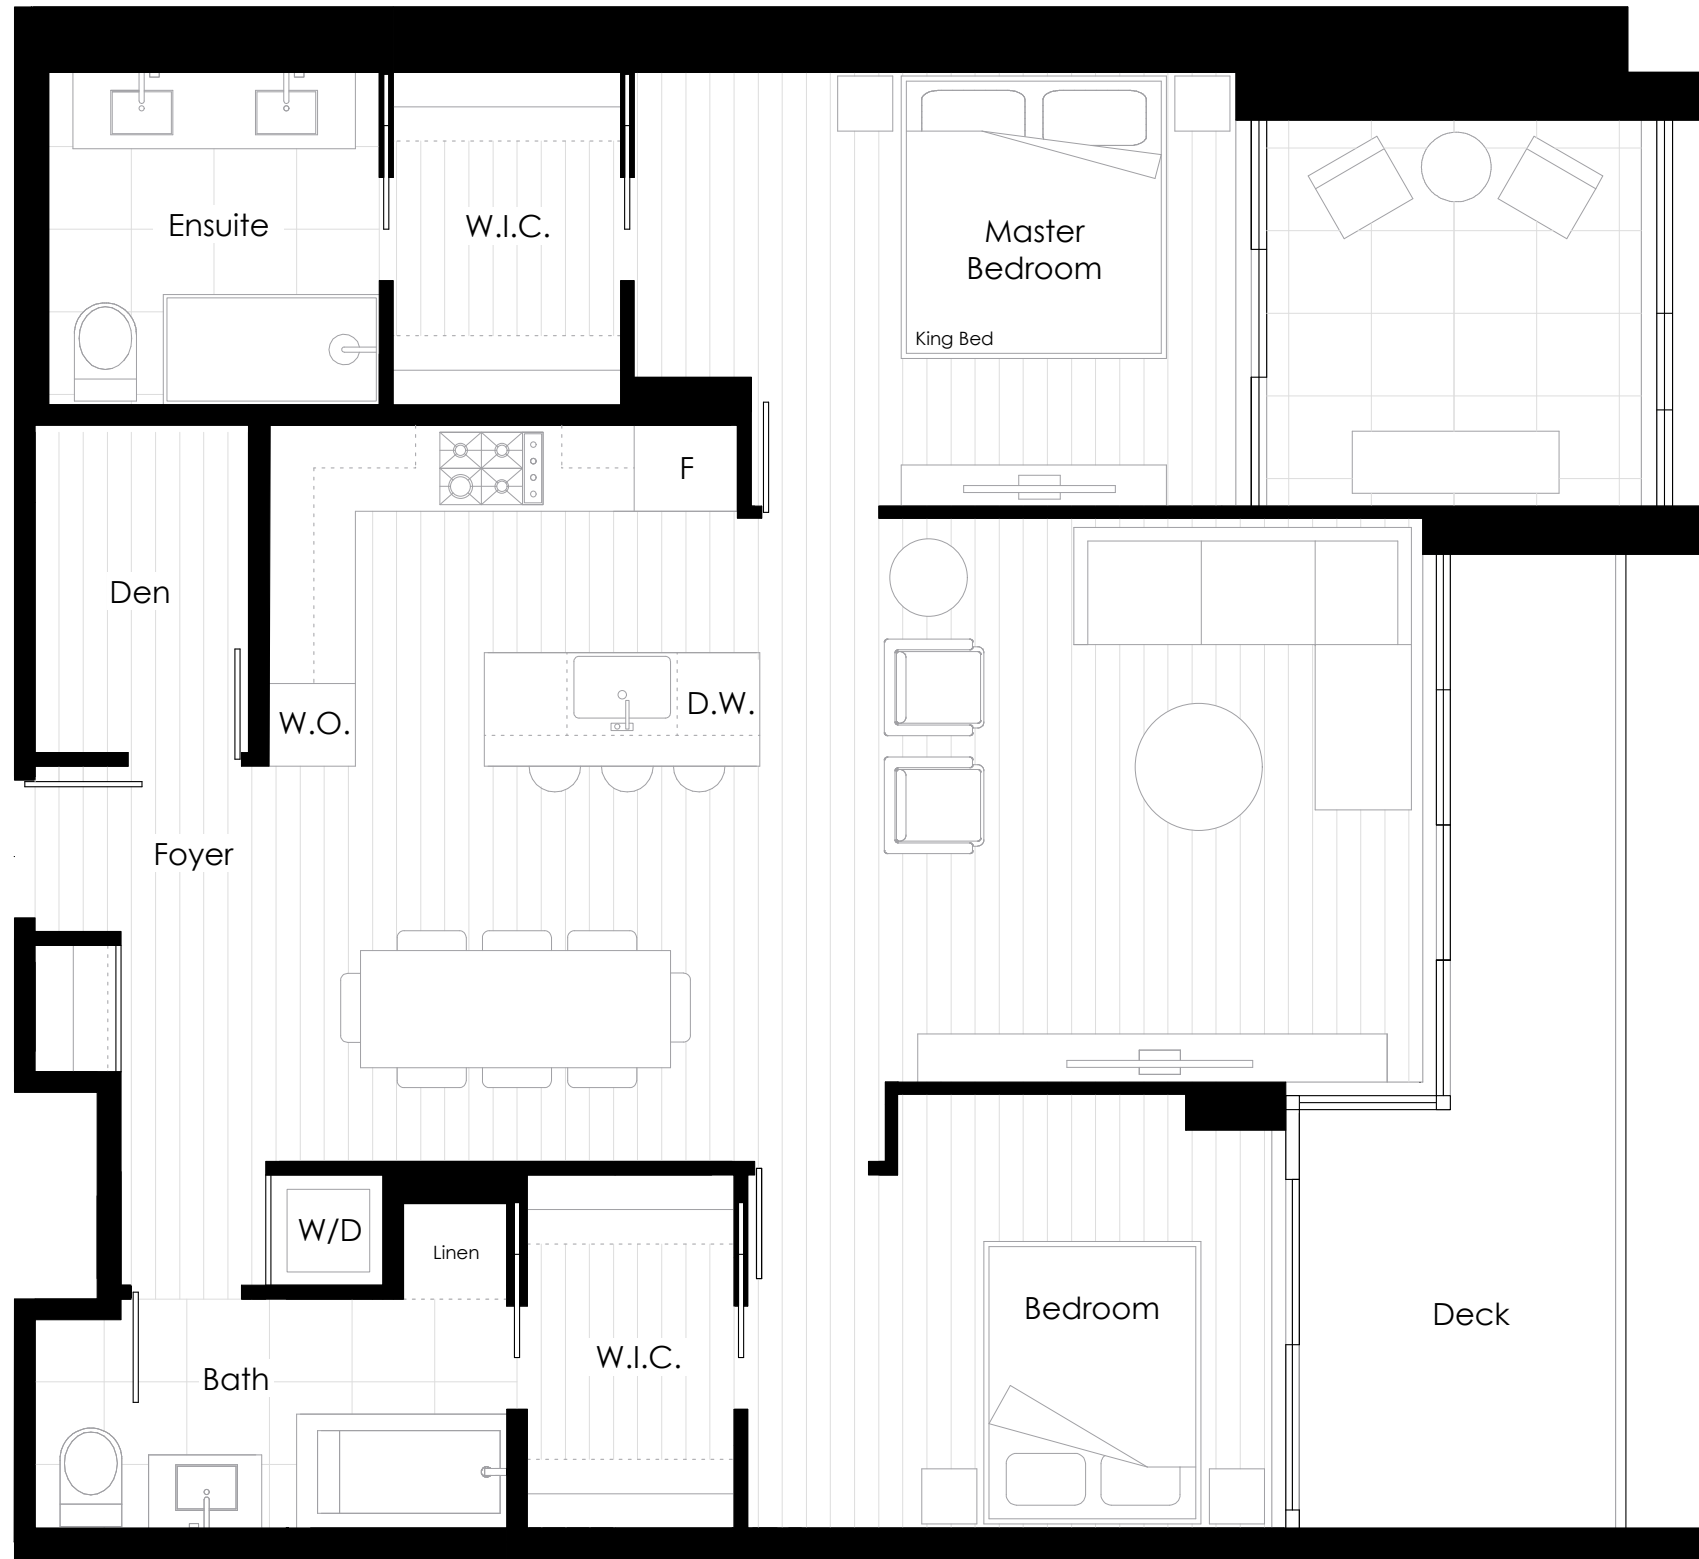 Ensuite
W.I.C.
Master
Bedroom
King Bed
F
Den
W.O.
D.W.
Foyer
W/D
Linen
Bedroom
Deck
W.I.C.
Bath